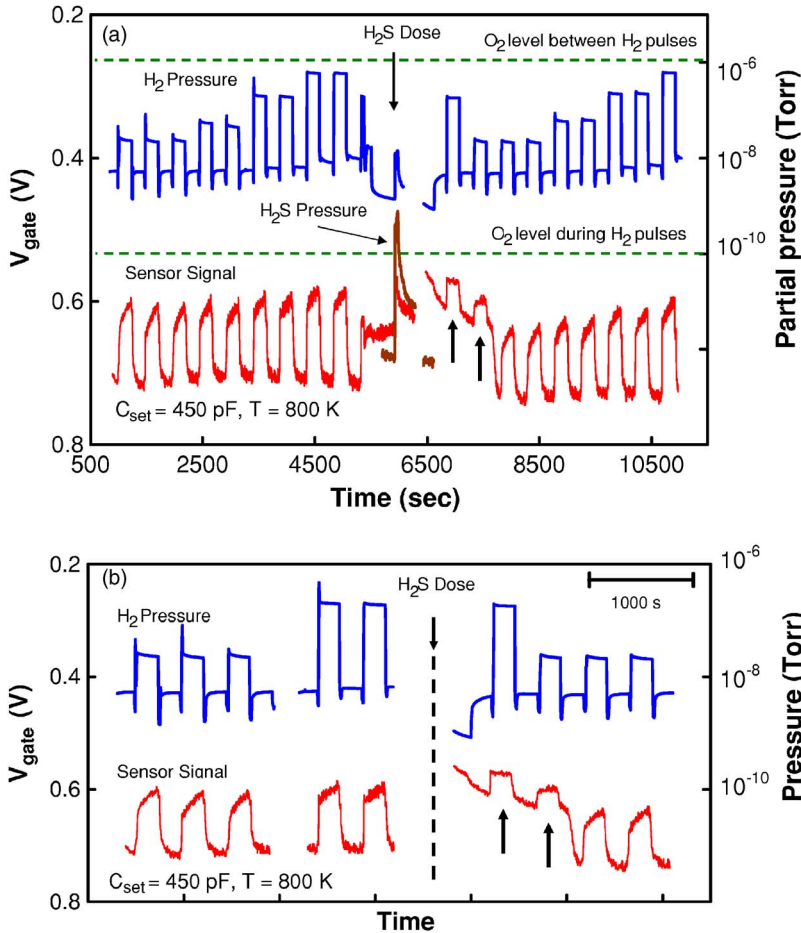 (a)
H2S Dose
O2 level between H2 pulses
H2 Pressure
H2S Pressure
O2 level during H2 pulses
Sensor Signal
Cset = 450 pF, T = 800 K
0.2
0.4
0.6
0.8
Vgate (V)
10^-6
10^-8
10^-10
Partial pressure (Torr)
500 2500 4500 6500 8500 10500
Time (sec)
(b)
H2S Dose
1000 s
H2 Pressure
Sensor Signal
Cset = 450 pF, T = 800 K
0.2
0.4
0.6
0.8
Vgate (V)
10^-6
10^-8
10^-10
Pressure (Torr)
Time